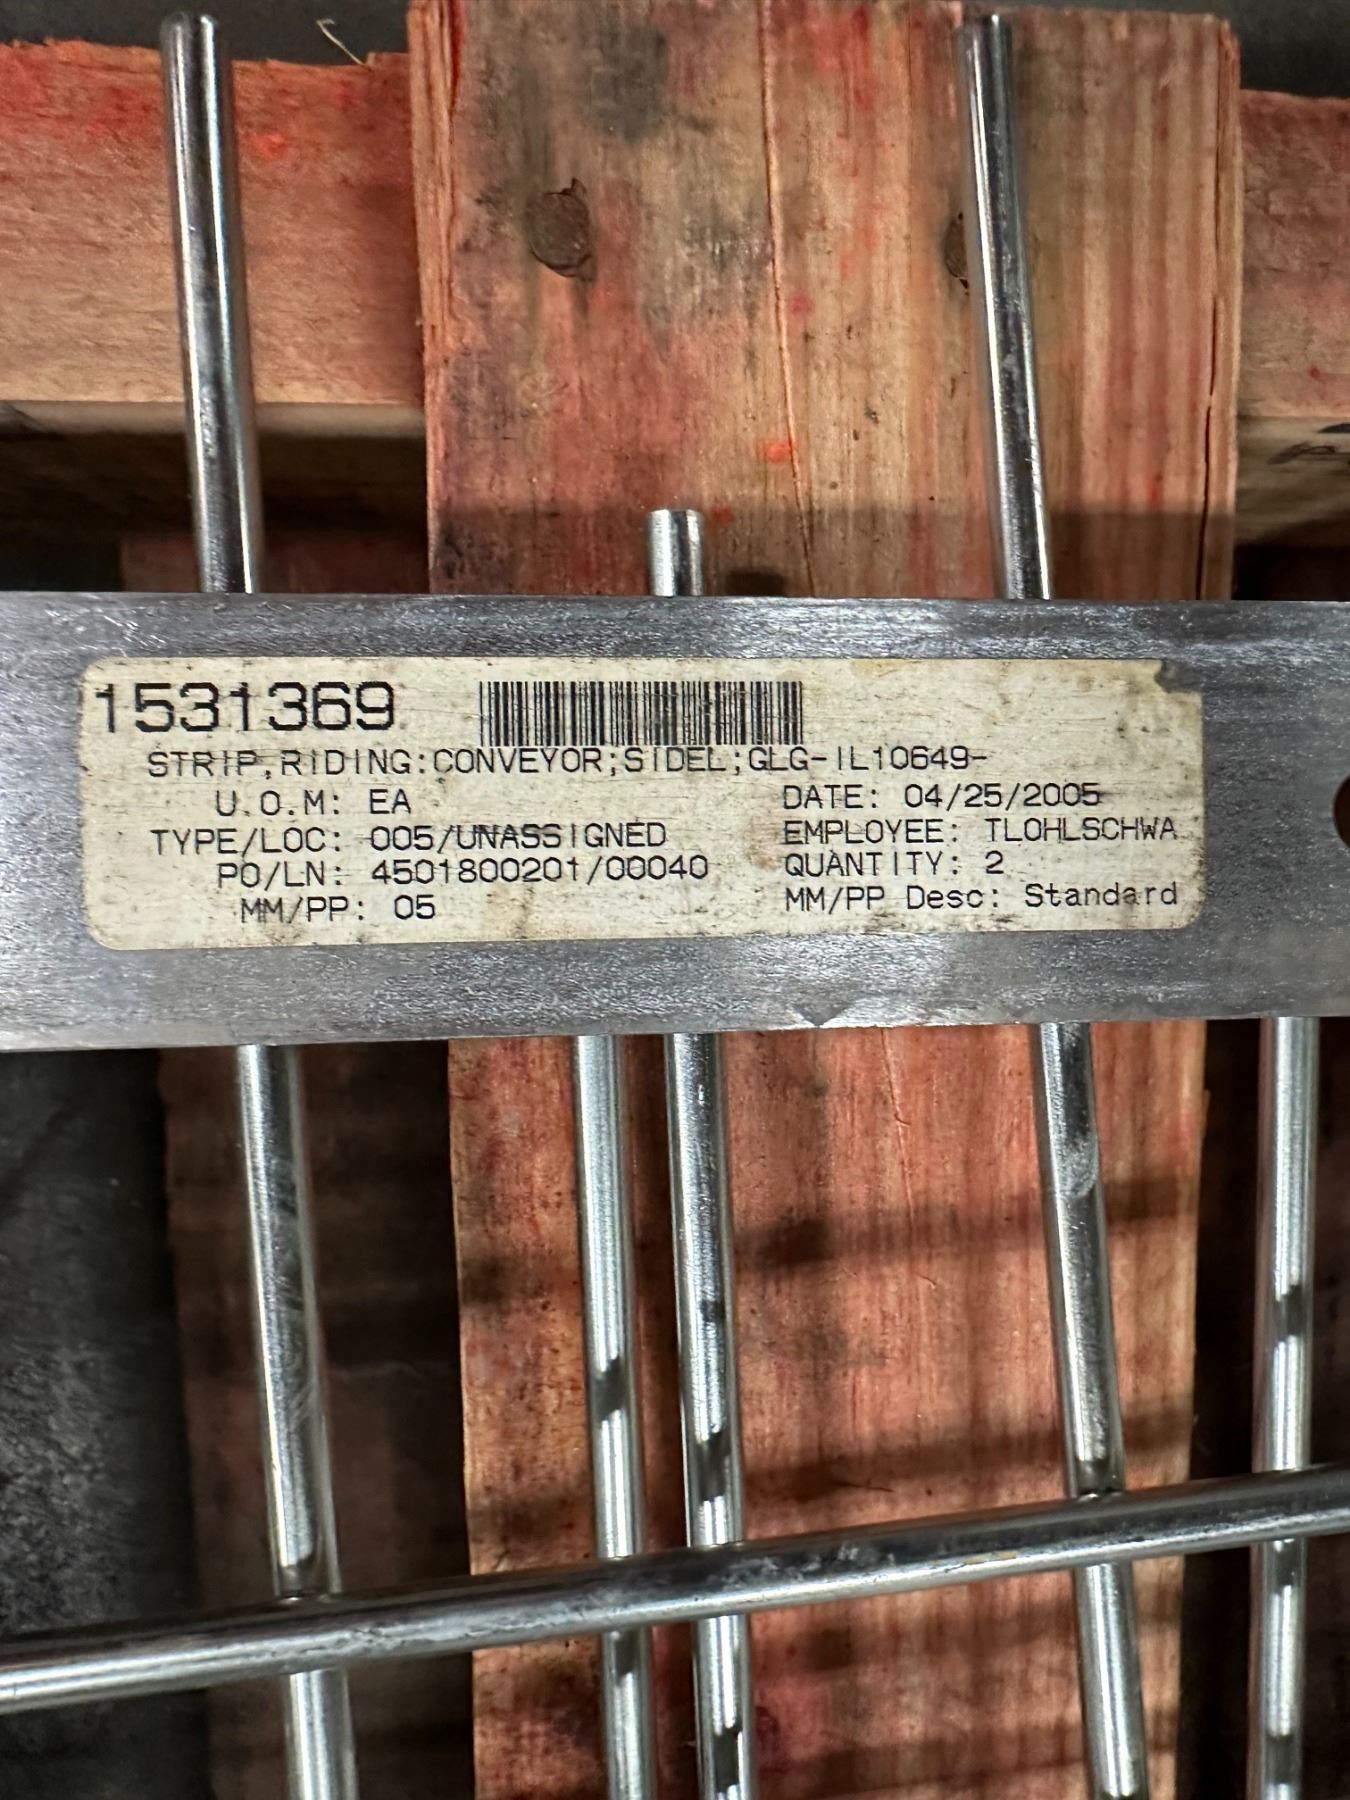 1531369
STRIP,RIDING:CONVEYOR;SIDEL;GLG-IL10649-
U.O.M: EA
DATE: 04/25/2005
TYPE/LOC: 005/UNASSIGNED
EMPLOYEE: TLOHLSCHWA
PO/LN: 4501800201/00040
QUANTITY: 2
MM/PP: 05
MM/PP Desc: Standard